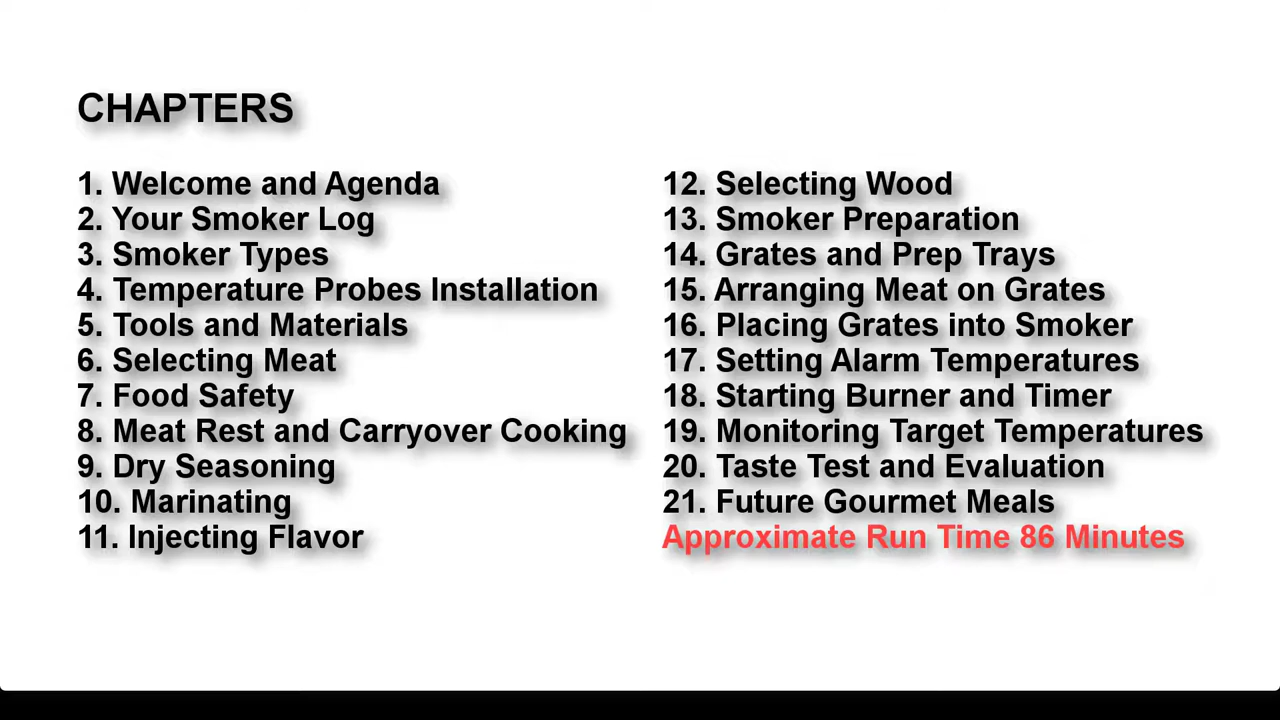 CHAPTERS
1. Welcome and Agenda
2. Your Smoker Log
3. Smoker Types
4. Temperature Probes Installation
5. Tools and Materials
6. Selecting Meat
7. Food Safety
8. Meat Rest and Carryover Cooking
9. Dry Seasoning
10. Marinating
11. Injecting Flavor
12. Selecting Wood
13. Smoker Preparation
14. Grates and Prep Trays
15. Arranging Meat on Grates
16. Placing Grates into Smoker
17. Setting Alarm Temperatures
18. Starting Burner and Timer
19. Monitoring Target Temperatures
20. Taste Test and Evaluation
21. Future Gourmet Meals
Approximate Run Time 86 Minutes